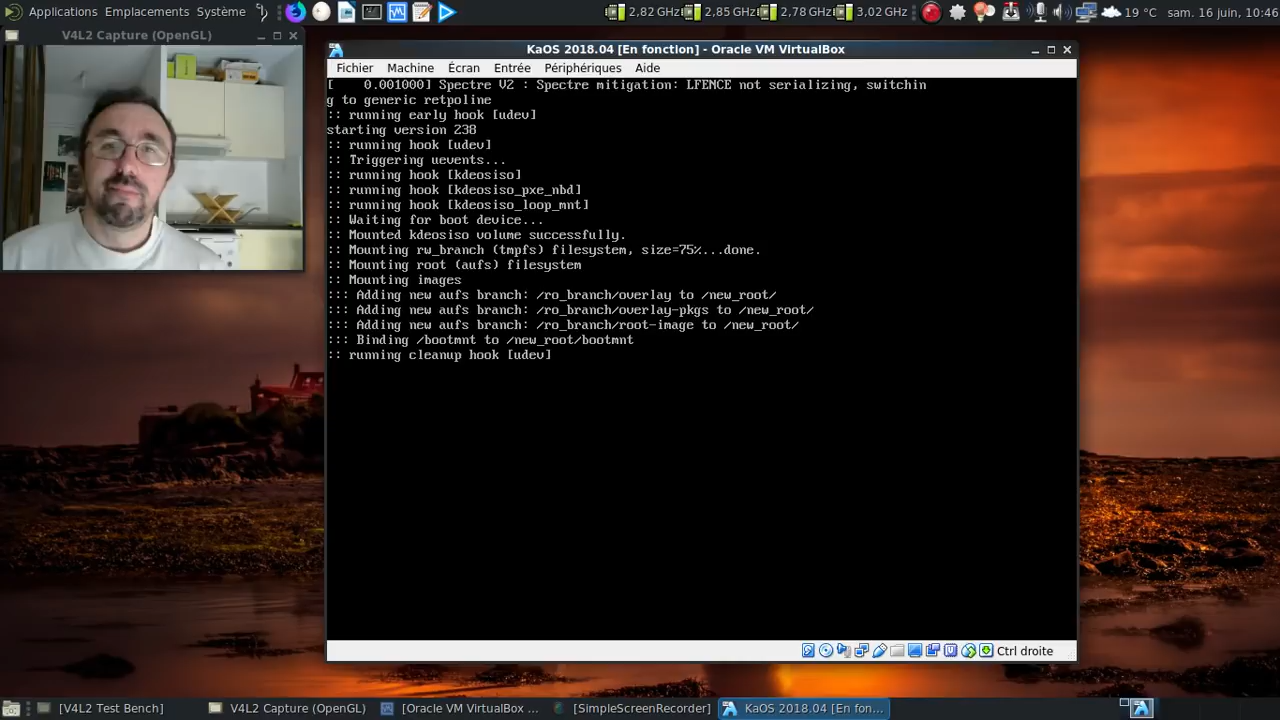 Applications Emplacements Système
2,82 GHz 2,85 GHz 2,78 GHz 3,02 GHz
19 °C sam. 16 juin, 10:46
V4L2 Capture (OpenGL)
KaOS 2018.04 [En fonction] - Oracle VM VirtualBox
Fichier Machine Écran Entrée Périphériques Aide
[    0.001000] Spectre V2 : Spectre mitigation: LFENCE not serializing, switchin
g to generic retpoline
:: running early hook [udev]
starting version 238
:: running hook [udev]
:: Triggering uevents...
:: running hook [kdeosiso]
:: running hook [kdeosiso_pxe_nbd]
:: running hook [kdeosiso_loop_mnt]
:: Waiting for boot device...
:: Mounted kdeosiso volume successfully.
:: Mounting rw_branch (tmpfs) filesystem, size=75%...done.
:: Mounting root (aufs) filesystem
:: Mounting images
::: Adding new aufs branch: /ro_branch/overlay to /new_root/
::: Adding new aufs branch: /ro_branch/overlay-pkgs to /new_root/
::: Adding new aufs branch: /ro_branch/root-image to /new_root/
::: Binding /bootmnt to /new_root/bootmnt
:: running cleanup hook [udev]
Ctrl droite
[V4L2 Test Bench] V4L2 Capture (OpenGL) [Oracle VM VirtualBox ... [SimpleScreenRecorder] KaOS 2018.04 [En fon...